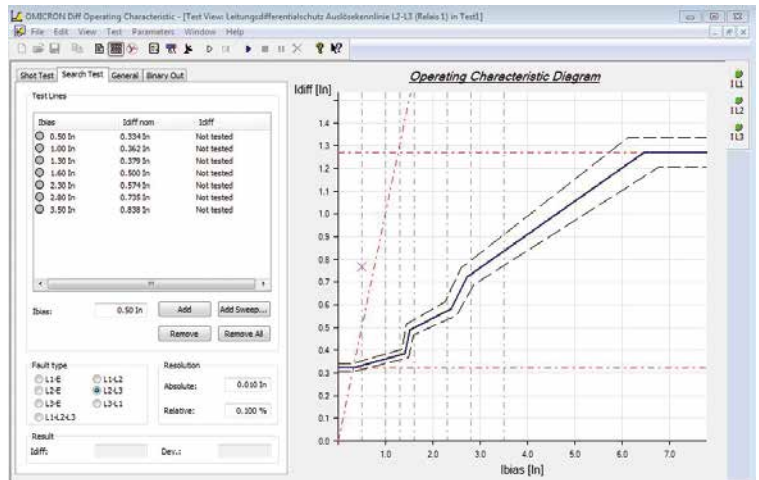 OMICRON Diff Operating Characteristic - [Test View: Leitungsdifferentialschutz Auslösekennlinie L2-L3 (Relais 1) in Test1]
File Edit View Test Parameters Window Help
Shot Test Search Test General Binary Out
Test Lines
Ibias Idiff nom Idiff
0.50 In 0.334 In Not tested
1.00 In 0.362 In Not tested
1.30 In 0.379 In Not tested
1.60 In 0.500 In Not tested
2.30 In 0.574 In Not tested
2.80 In 0.735 In Not tested
3.50 In 0.838 In Not tested
Ibias: 0.50 In Add Add Sweep...
Remove Remove All
Fault type
L1-E L1-L2
L2-E L2-L3
L3-E L3-L1
L1-L2-L3
Resolution
Absolute: 0.010 In
Relative: 0.100 %
Result
Idiff: Dev.:
Operating Characteristic Diagram
Idiff [In]
1.4
1.3
1.2
1.1
1.0
0.9
0.8
0.7
0.6
0.5
0.4
0.3
0.2
0.1
0.0
1.0 2.0 3.0 4.0 5.0 6.0 7.0
Ibias [In]
IL1
IL2
IL3